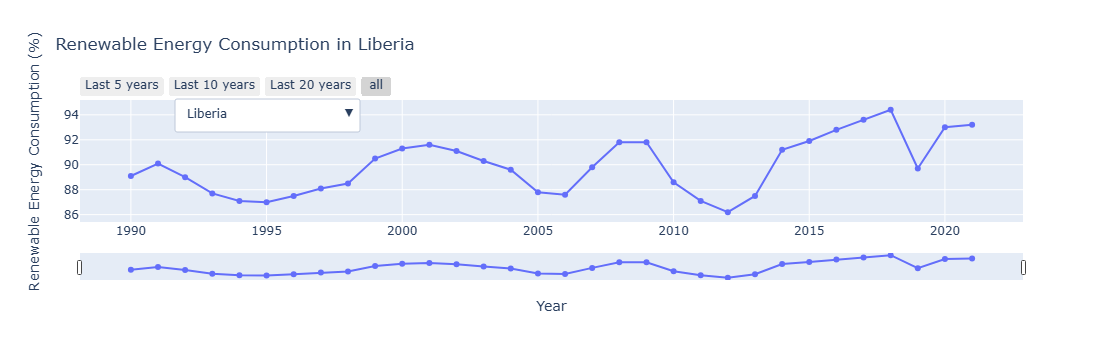 Renewable Energy Consumption in Liberia
Renewable Energy Consumption (%)
Last 5 years Last 10 years Last 20 years all
Liberia ▼
94
92
90
88
86
1990 1995 2000 2005 2010 2015 2020
Year